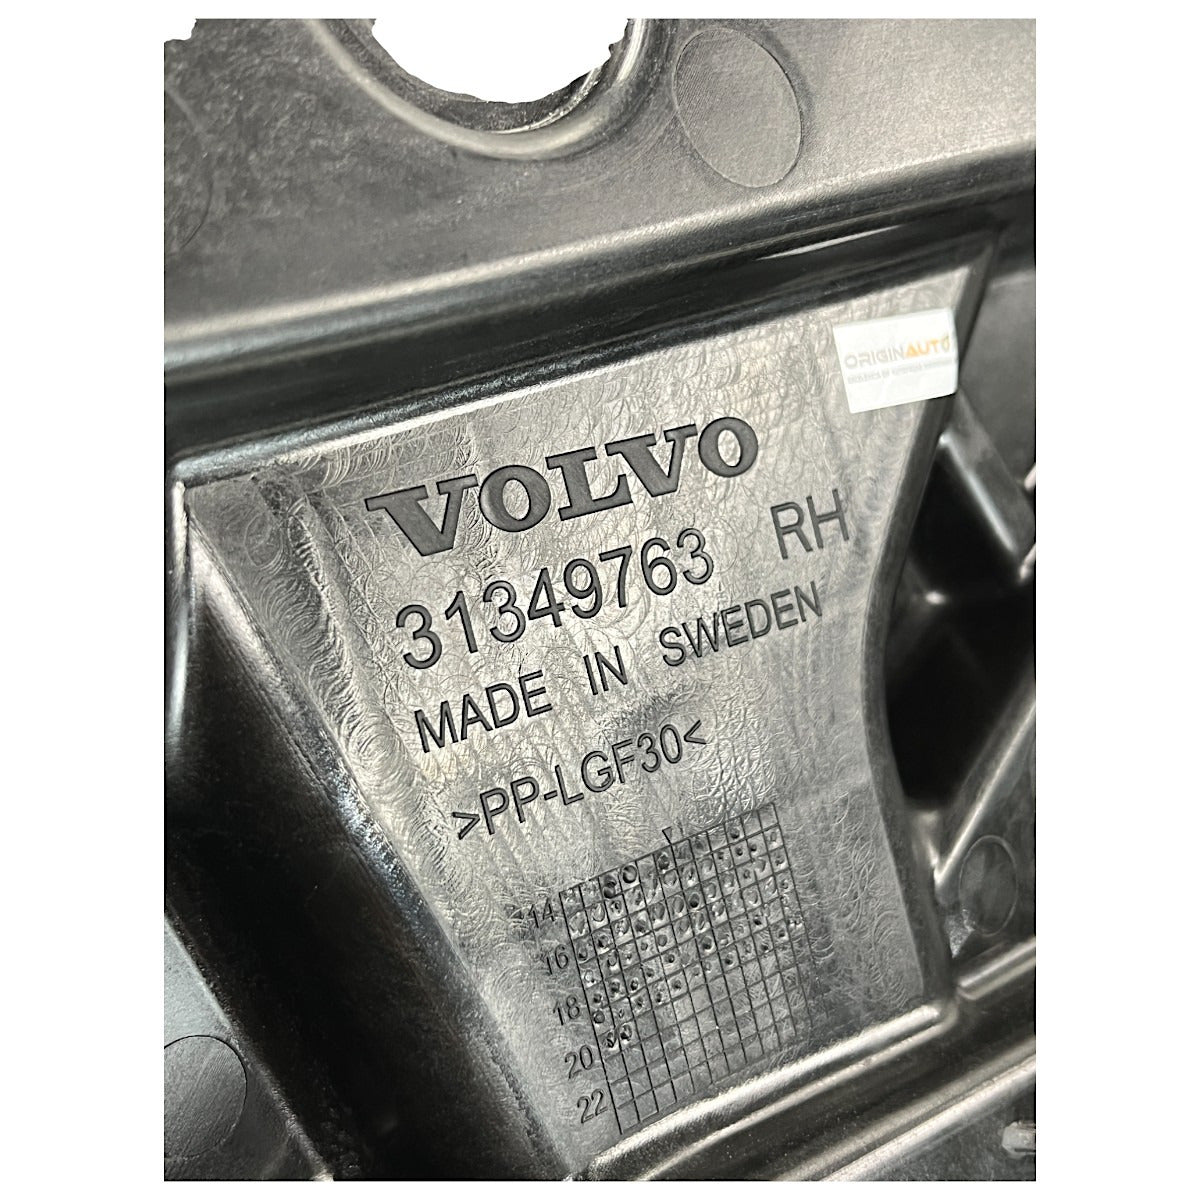 ORIGINAUTO
VOLVO
31349763 RH
MADE IN SWEDEN
>PP-LGF30<
14
16
18
20
22